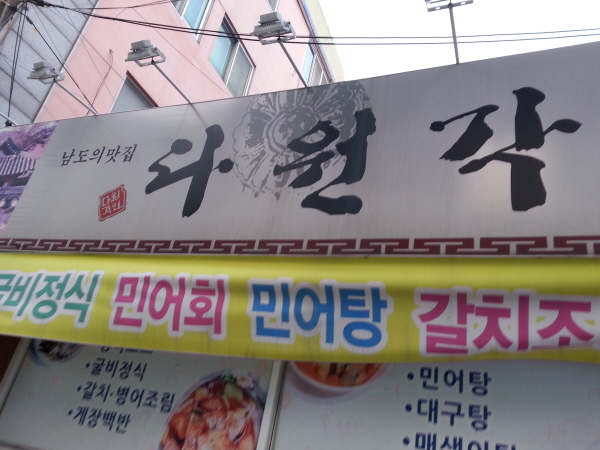 남도의맛집
다원각
굴비정식 민어회 민어탕 갈치조
·굴비정식
·갈치·병어조림
·게장백반
·민어탕
·대구탕